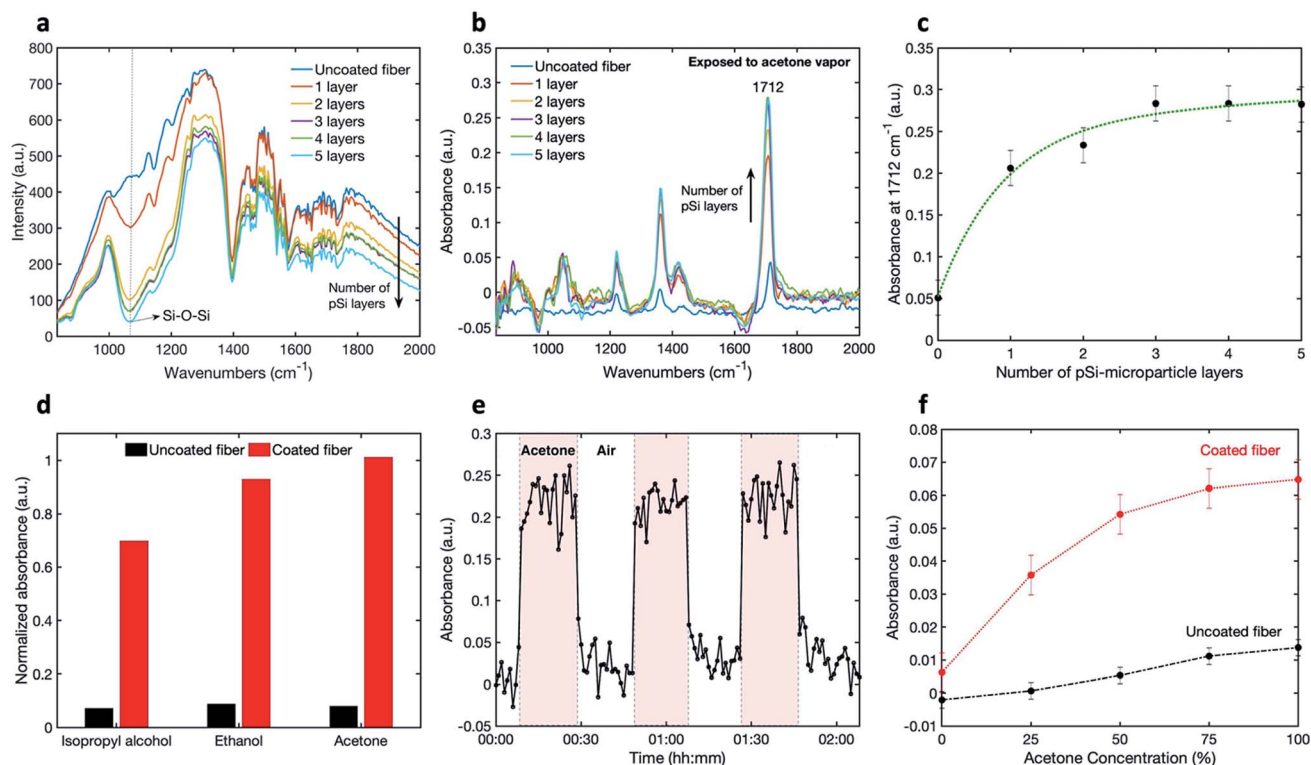 a
800
700
600
500
400
300
200
100
0
Intensity (a.u.)
Uncoated fiber
1 layer
2 layers
3 layers
4 layers
5 layers
Number of
pSi layers
Si-O-Si
1000 1200 1400 1600 1800 2000
Wavenumbers (cm⁻¹)
b
0.35
0.3
0.25
0.2
0.15
0.1
0.05
0
-0.05
Absorbance (a.u.)
Uncoated fiber
1 layer
2 layers
3 layers
4 layers
5 layers
Exposed to acetone vapor
1712
Number of
pSi layers
1000 1200 1400 1600 1800 2000
Wavenumbers (cm⁻¹)
c
0.35
0.3
0.25
0.2
0.15
0.1
0.05
0
Absorbance at 1712 cm⁻¹ (a.u.)
0 1 2 3 4 5
Number of pSi-microparticle layers
d
1
0.8
0.6
0.4
0.2
0
Normalized absorbance (a.u.)
Uncoated fiber Coated fiber
Isopropyl alcohol Ethanol Acetone
e
0.3
0.25
0.2
0.15
0.1
0.05
0
-0.05
Absorbance (a.u.)
Acetone Air
00:00 00:30 01:00 01:30 02:00
Time (hh:mm)
f
0.08
0.07
0.06
0.05
0.04
0.03
0.02
0.01
0
-0.01
Absorbance (a.u.)
Coated fiber
Uncoated fiber
0 25 50 75 100
Acetone Concentration (%)